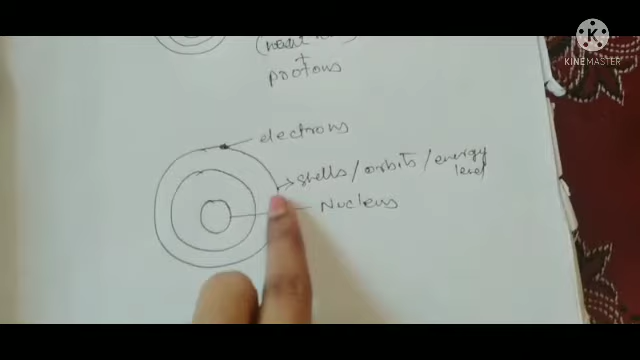 +
protons
electrons
shells/orbits/energy
level
Nucleus
KINEMASTER